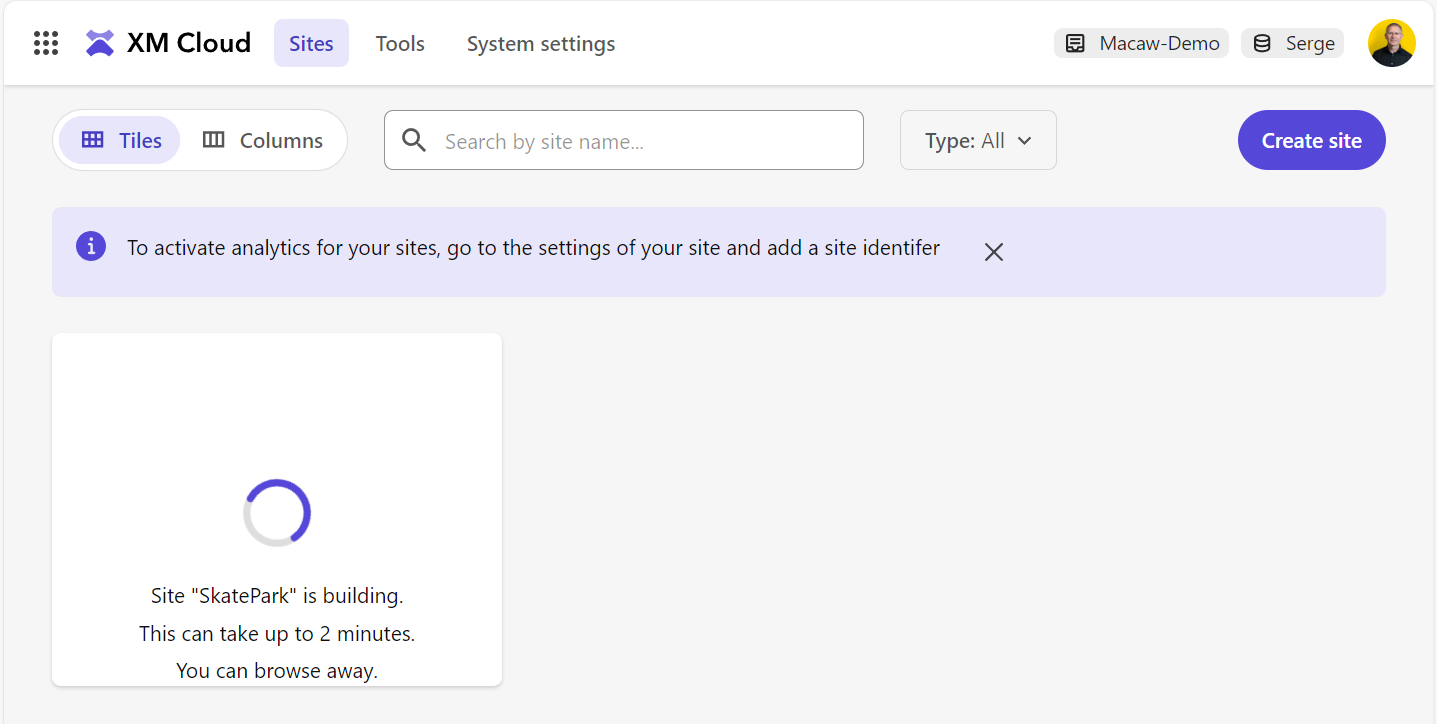 XM Cloud Sites Tools System settings Macaw-Demo Serge
Tiles Columns Search by site name... Type: All Create site
To activate analytics for your sites, go to the settings of your site and add a site identifer
Site "SkatePark" is building.
This can take up to 2 minutes.
You can browse away.